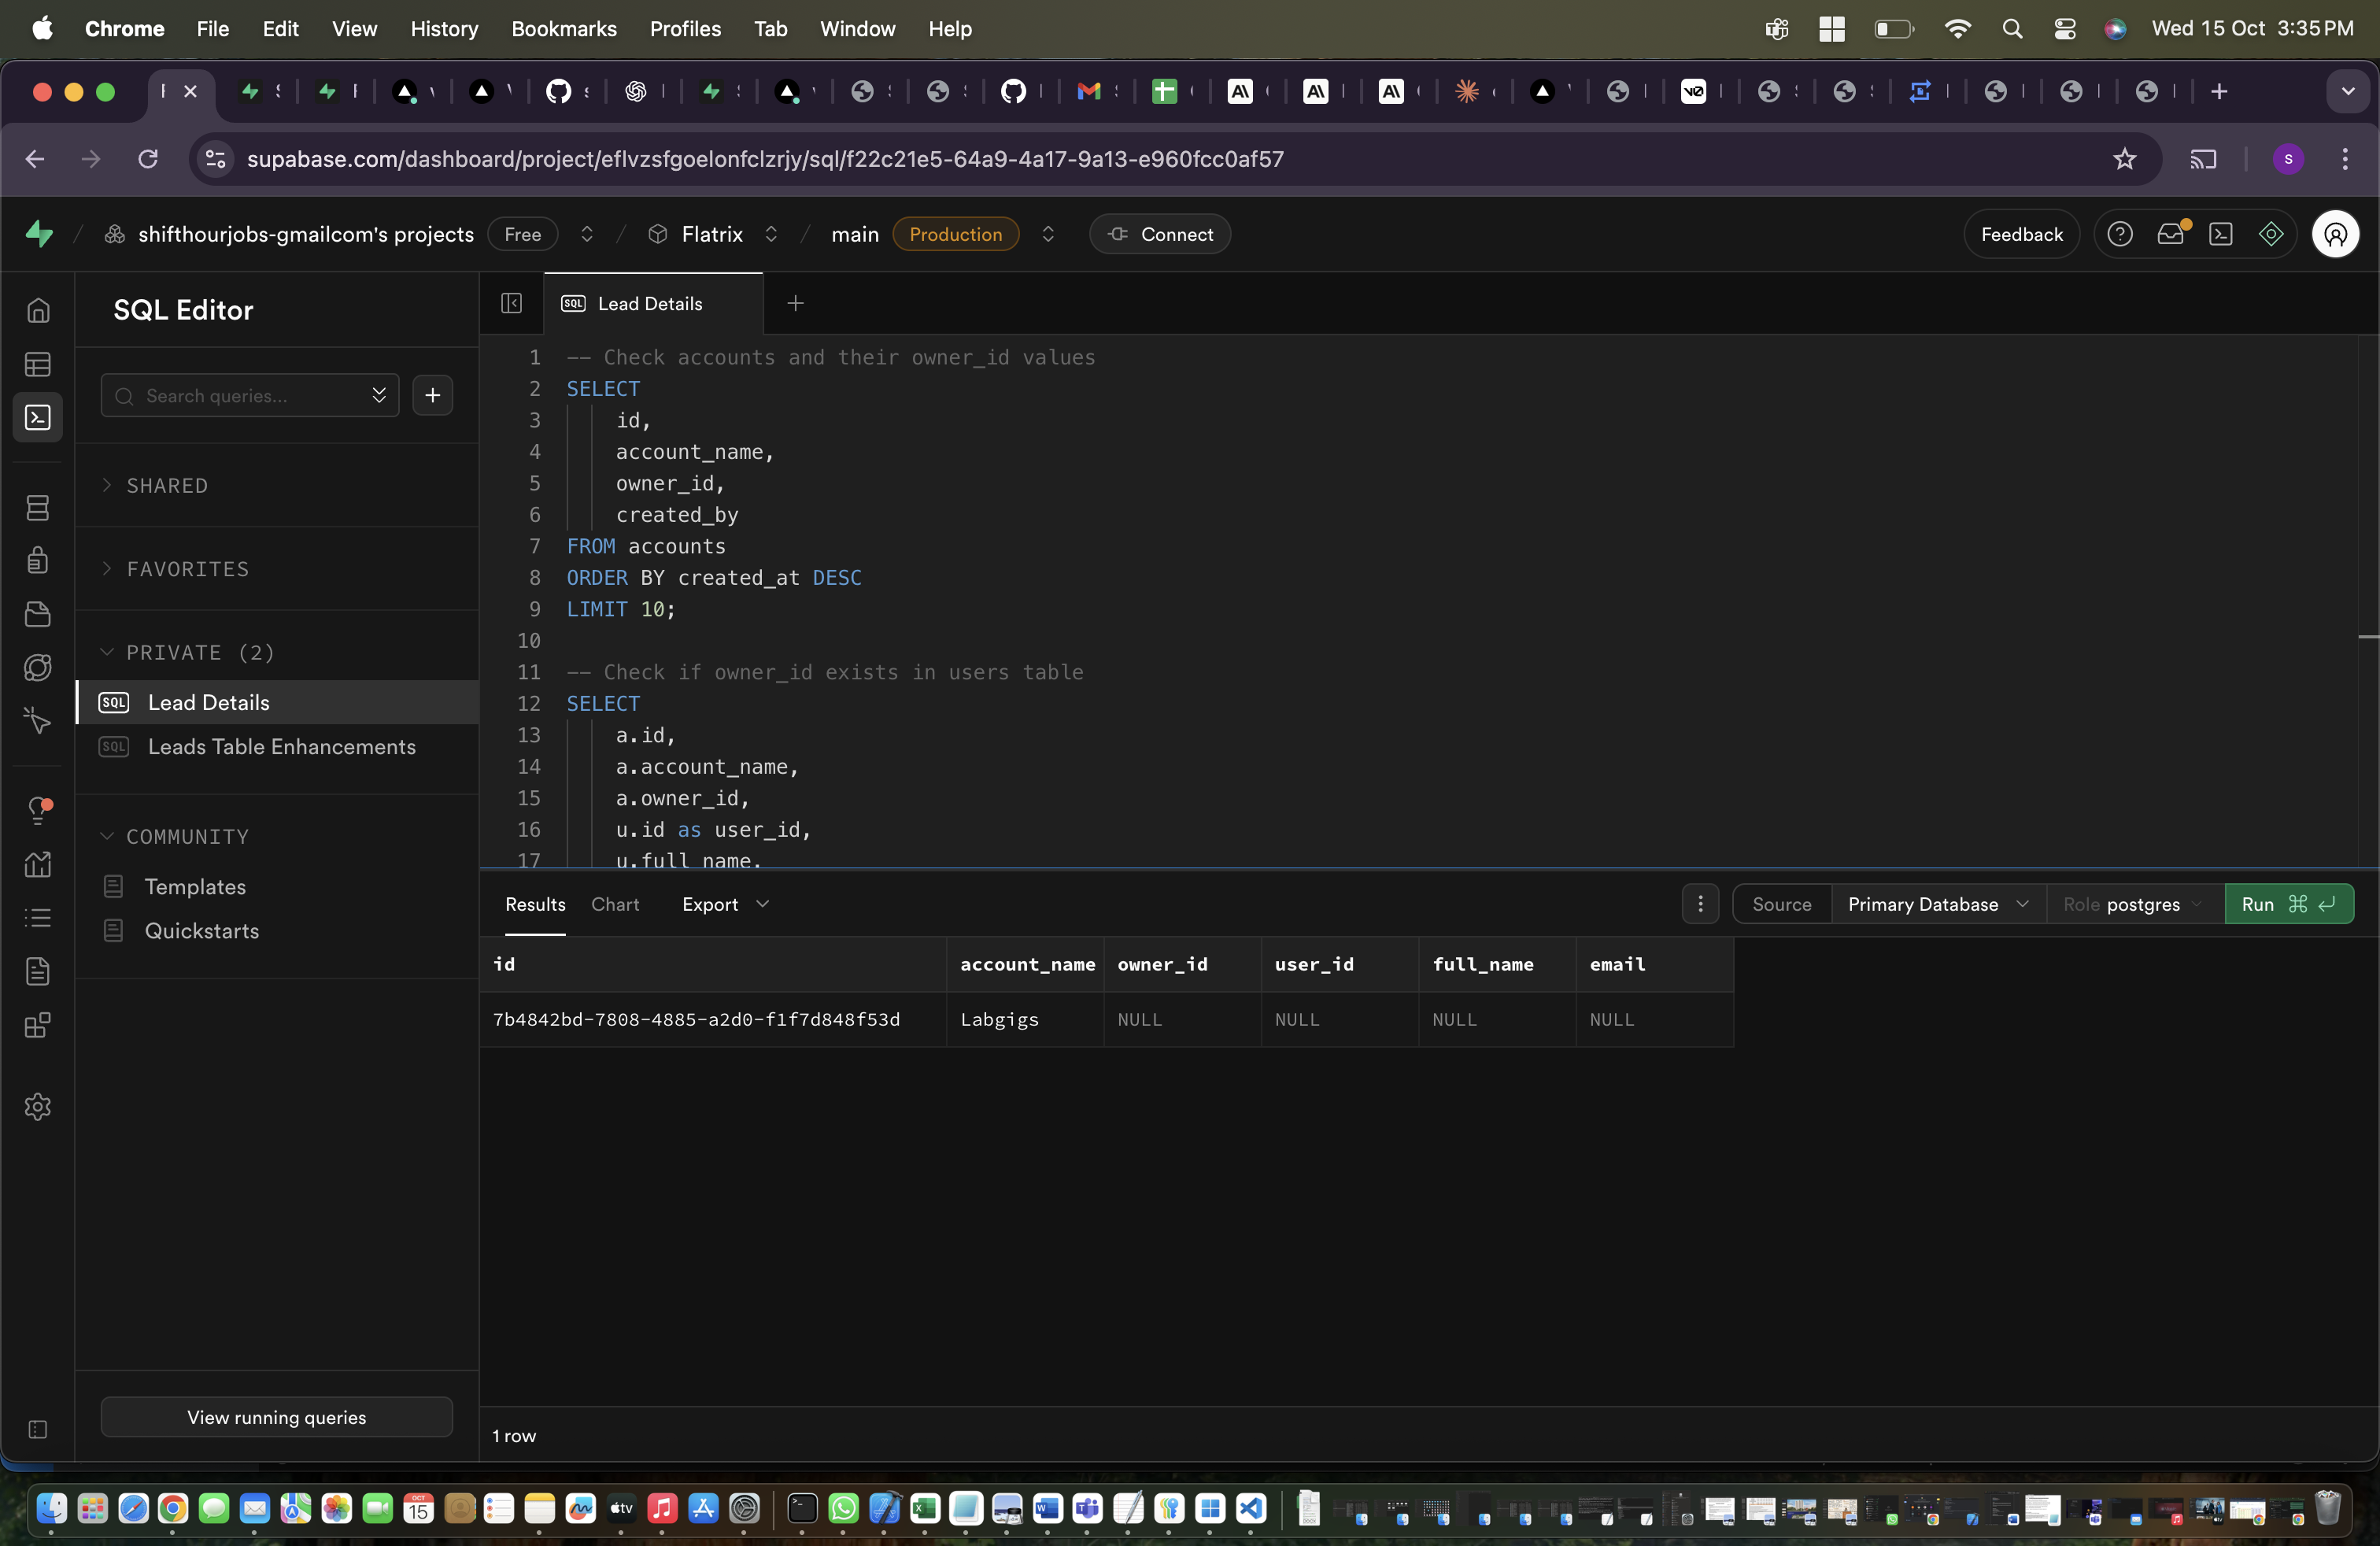 Chrome File Edit View History Bookmarks Profiles Tab Window Help Wed 15 Oct 3:35 PM
supabase.com/dashboard/project/eflvzsfgoelonfclzrjy/sql/f22c21e5-64a9-4a17-9a13-e960fcc0af57
shifthourjobs-gmailcom's projects Free / Flatrix / main Production Connect Feedback
SQL Editor
Search queries...
SHARED
FAVORITES
PRIVATE (2)
SQL Lead Details
SQL Leads Table Enhancements
COMMUNITY
Templates
Quickstarts
View running queries
SQL Lead Details
1 -- Check accounts and their owner_id values
2 SELECT
3 id,
4 account_name,
5 owner_id,
6 created_by
7 FROM accounts
8 ORDER BY created_at DESC
9 LIMIT 10;
10
11 -- Check if owner_id exists in users table
12 SELECT
13 a.id,
14 a.account_name,
15 a.owner_id,
16 u.id as user_id,
17 u.full_name,
Results Chart Export Source Primary Database Role postgres Run
id account_name owner_id user_id full_name email
7b4842bd-7808-4885-a2d0-f1f7d848f53d Labgigs NULL NULL NULL NULL
1 row